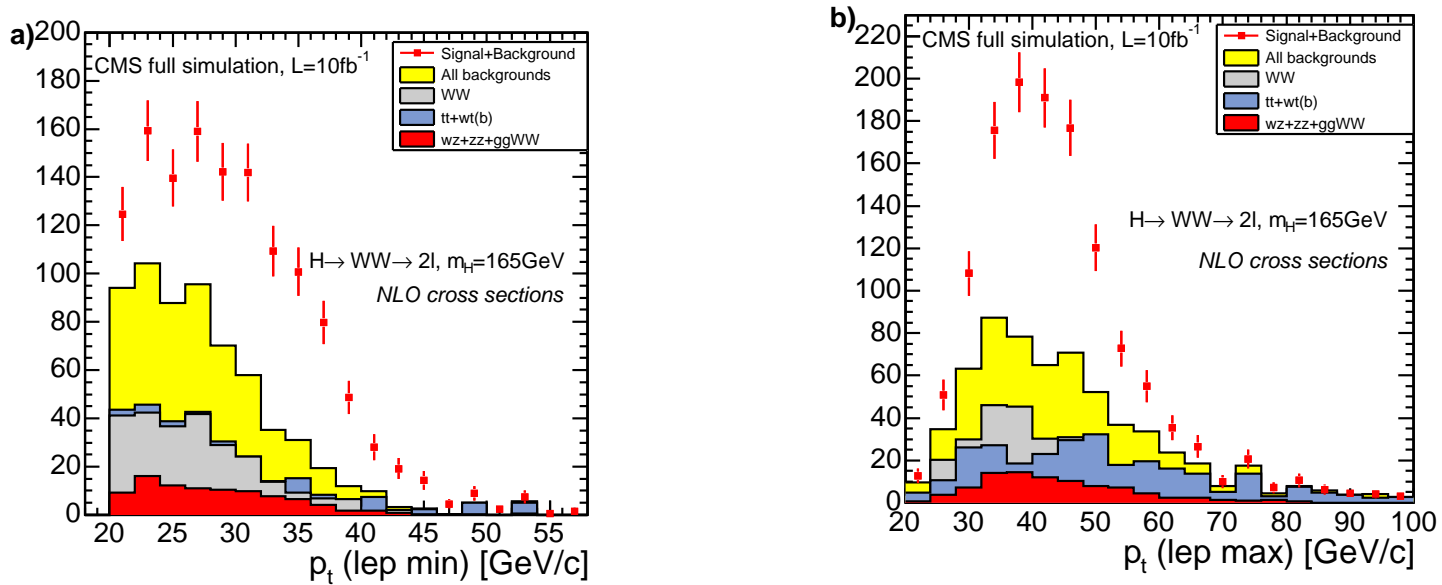 a)
200
180
160
140
120
100
80
60
40
20
0
CMS full simulation, L=10fb⁻¹
Signal+Background
All backgrounds
WW
tt+wt(b)
wz+zz+ggWW
H→ WW→ 2l, m_H=165GeV
NLO cross sections
20 25 30 35 40 45 50 55
p_t (lep min) [GeV/c]
b)
220
200
180
160
140
120
100
80
60
40
20
0
CMS full simulation, L=10fb⁻¹
Signal+Background
All backgrounds
WW
tt+wt(b)
wz+zz+ggWW
H→ WW→ 2l, m_H=165GeV
NLO cross sections
20 30 40 50 60 70 80 90 100
p_t (lep max) [GeV/c]